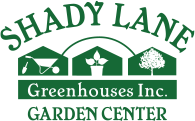 SHADY LANE
Greenhouses Inc.
GARDEN CENTER